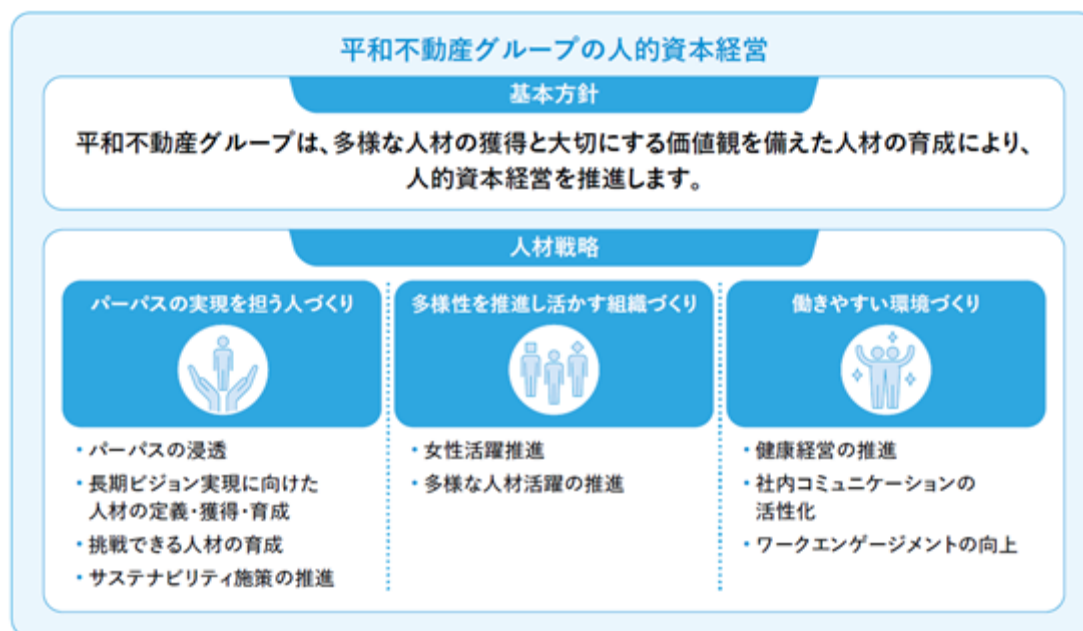 平和不動産グループの人的資本経営
基本方針
平和不動産グループは、多様な人材の獲得と大切にする価値観を備えた人材の育成により、
人的資本経営を推進します。
人材戦略
パーパスの実現を担う人づくり
・パーパスの浸透
・長期ビジョン実現に向けた
人材の定義・獲得・育成
・挑戦できる人材の育成
・サステナビリティ施策の推進
多様性を推進し活かす組織づくり
・女性活躍推進
・多様な人材活躍の推進
働きやすい環境づくり
・健康経営の推進
・社内コミュニケーションの
活性化
・ワークエンゲージメントの向上